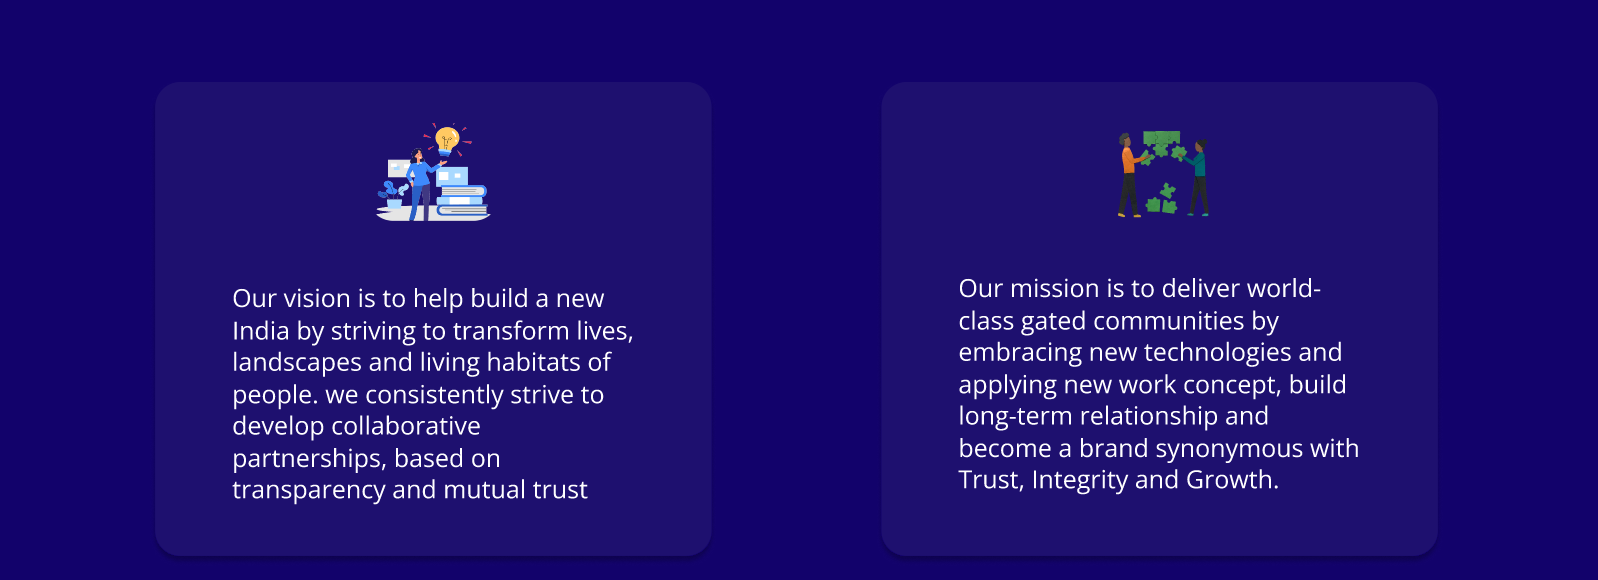 Our vision is to help build a new
India by striving to transform lives,
landscapes and living habitats of
people. we consistently strive to
develop collaborative
partnerships, based on
transparency and mutual trust
Our mission is to deliver world-
class gated communities by
embracing new technologies and
applying new work concept, build
long-term relationship and
become a brand synonymous with
Trust, Integrity and Growth.